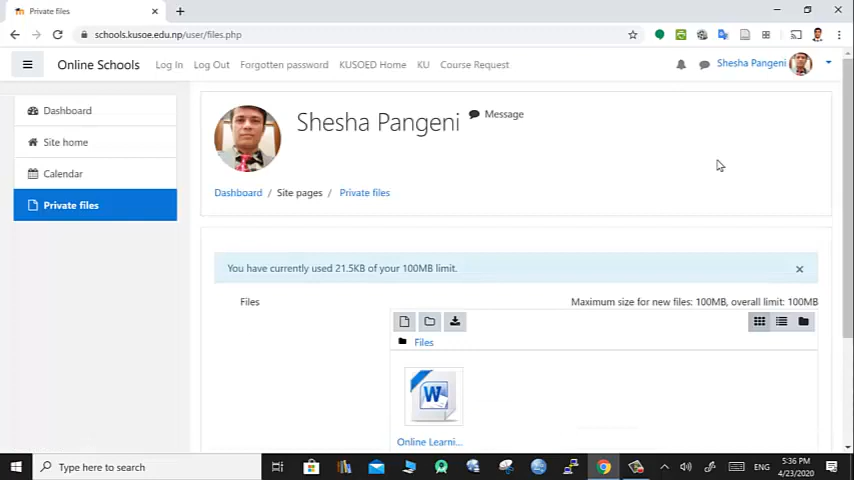 Private files
schools.kusoe.edu.np/user/files.php
Online Schools
Log In
Log Out
Forgotten password
KUSOED Home
KU
Course Request
Shesha Pangeni
Dashboard
Site home
Calendar
Private files
Shesha Pangeni
Message
Dashboard / Site pages / Private files
You have currently used 21.5KB of your 100MB limit.
Files
Maximum size for new files: 100MB, overall limit: 100MB
Files
W
Online Learni...
Type here to search
ENG
5:36 PM
4/23/2020